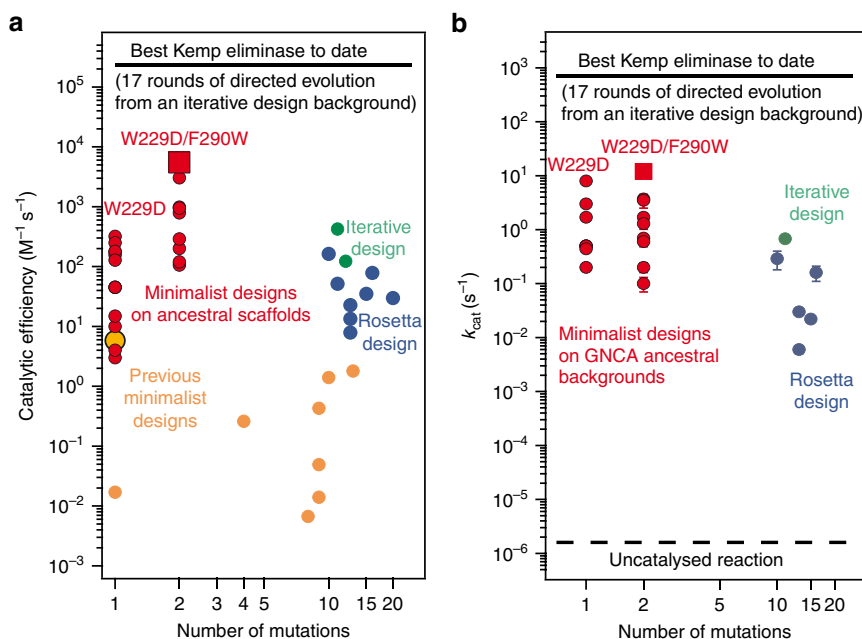 a
Best Kemp eliminase to date
(17 rounds of directed evolution
from an iterative design background)
W229D/F290W
W229D
Iterative
design
Minimalist designs
on ancestral scaffolds
Rosetta
design
Previous
minimalist
designs
Catalytic efficiency (M⁻¹ s⁻¹)
10⁵
10⁴
10³
10²
10¹
10⁰
10⁻¹
10⁻²
10⁻³
1 2 3 4 5 10 15 20
Number of mutations
b
Best Kemp eliminase to date
(17 rounds of directed evolution
from an iterative design background)
W229D/F290W
W229D
Iterative
design
Minimalist designs
on GNCA ancestral
backgrounds
Rosetta
design
Uncatalysed reaction
k_cat (s⁻¹)
10³
10²
10¹
10⁰
10⁻¹
10⁻²
10⁻³
10⁻⁴
10⁻⁵
10⁻⁶
1 2 5 10 15 20
Number of mutations